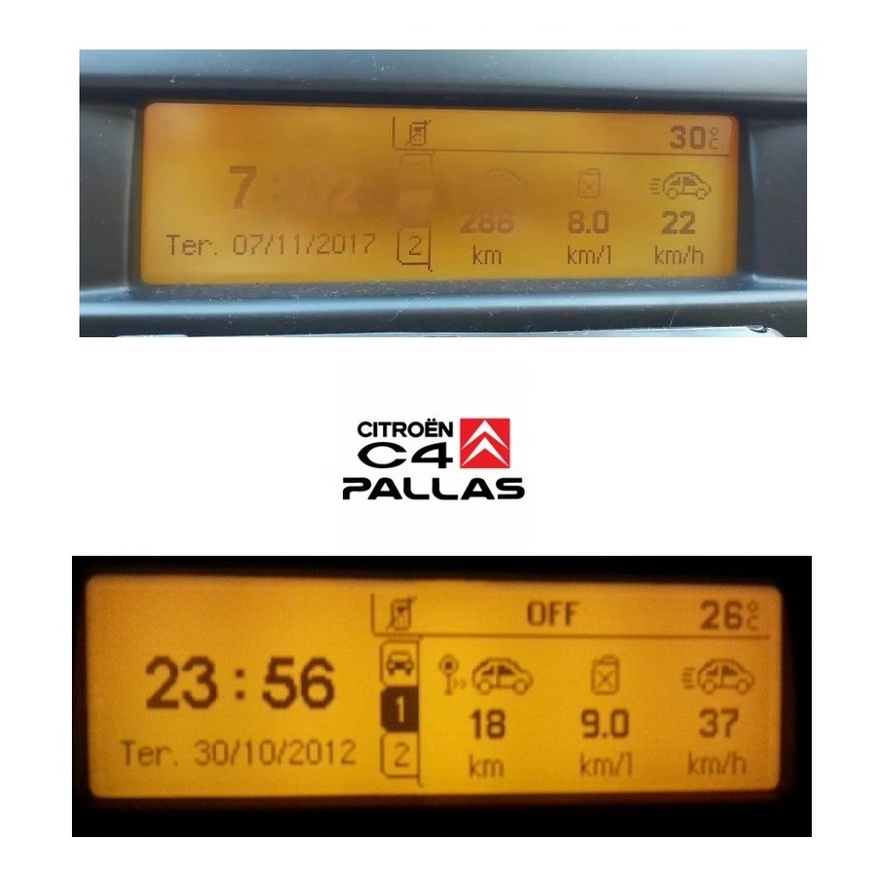 30°C
7:02
286 8.0 22
Ter. 07/11/2017 2 km km/l km/h
CITROËN
C4
PALLAS
OFF 26°C
23:56
1 18 9.0 37
Ter. 30/10/2012 2 km km/l km/h